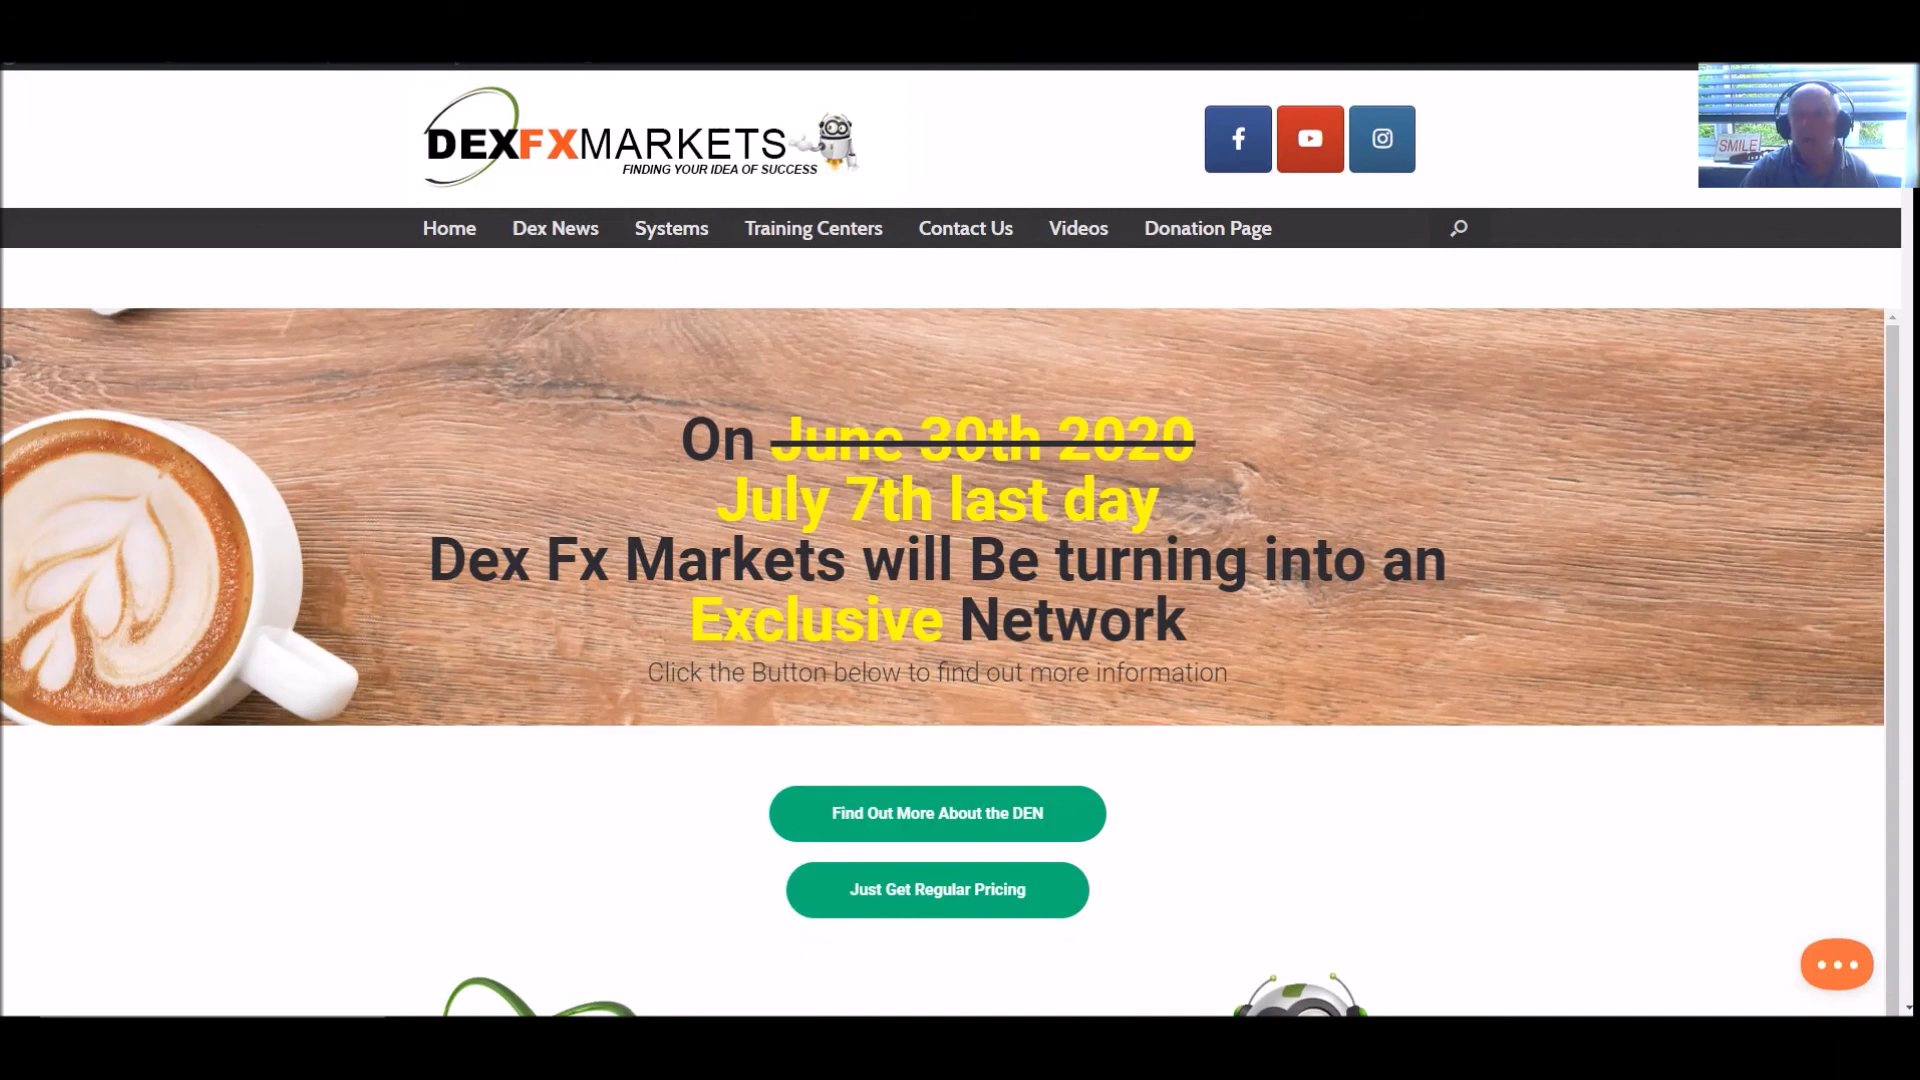 DEXFXMARKETS
FINDING YOUR IDEA OF SUCCESS
SMILE
Home Dex News Systems Training Centers Contact Us Videos Donation Page
On June 30th 2020
July 7th last day
Dex Fx Markets will Be turning into an
Exclusive Network
Click the Button below to find out more information
Find Out More About the DEN
Just Get Regular Pricing